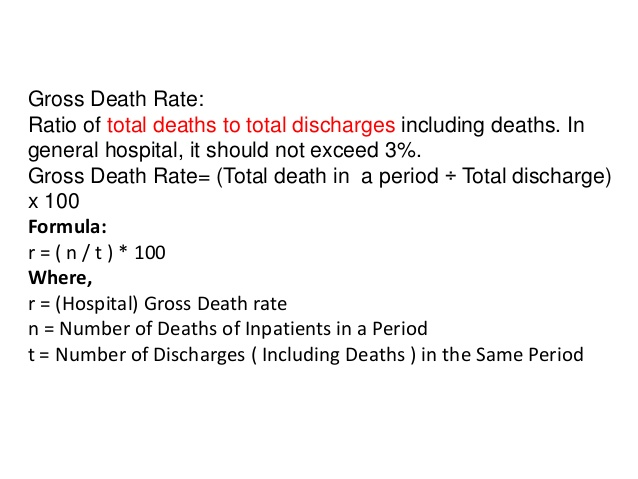 Gross Death Rate:
Ratio of total deaths to total discharges including deaths. In
general hospital, it should not exceed 3%.
Gross Death Rate= (Total death in  a period ÷ Total discharge)
x 100
Formula:
r = ( n / t ) * 100
Where,
r = (Hospital) Gross Death rate
n = Number of Deaths of Inpatients in a Period
t = Number of Discharges ( Including Deaths ) in the Same Period